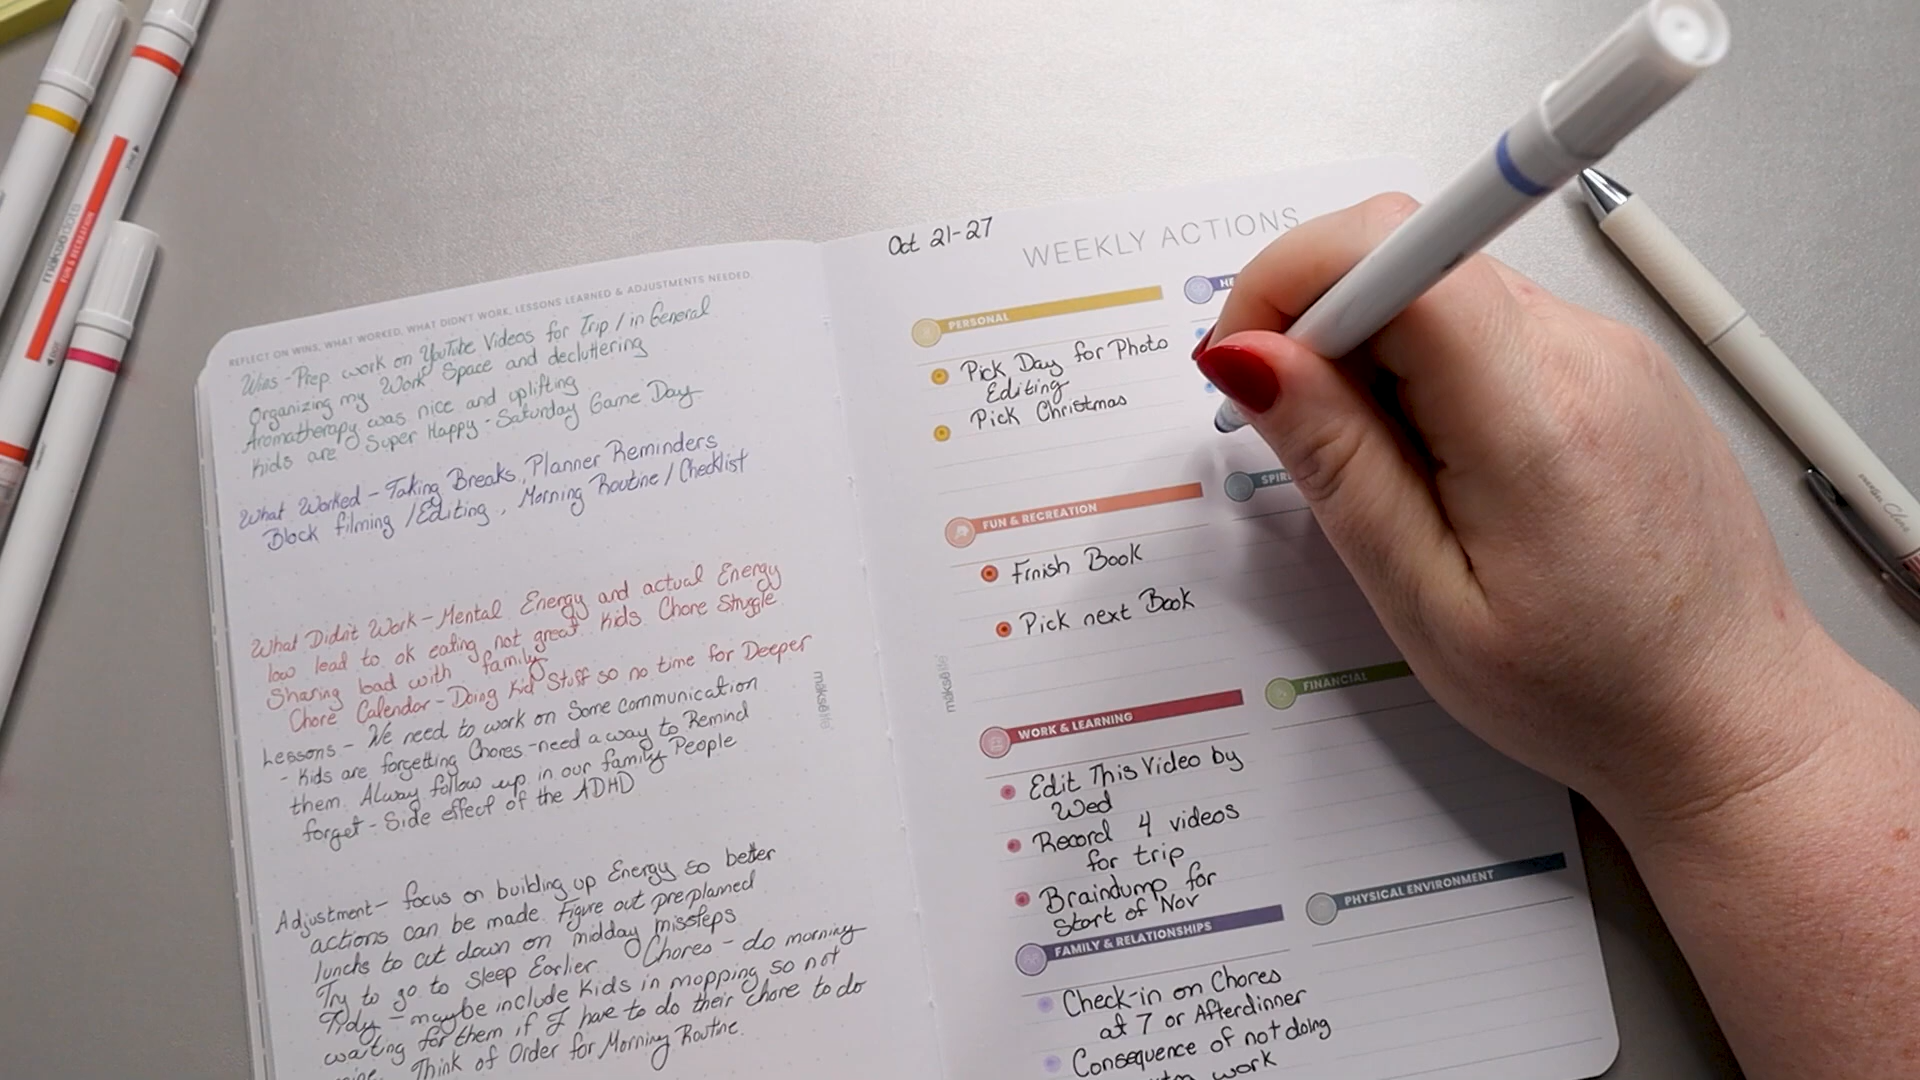 REFLECT ON WINS, WHAT WORKED, WHAT DIDN'T WORK, LESSONS LEARNED & ADJUSTMENTS NEEDED.
Wins - Prep work on YouTube Videos for Trip / in General
Organizing my Work Space and decluttering
Aromatherapy was nice and uplifting
Kids are Super Happy - Saturday Game Day
What Worked - Taking Breaks, Planner Reminders
Block filming / Editing, Morning Routine / Checklist
What Didn't Work - Mental Energy and actual Energy
low lead to ok eating not great Kids Chore Struggle
Sharing load with family
Chore Calendar - Doing Kid Stuff so no time for Deeper
Lessons - We need to work on Some communication
- Kids are forgetting Chores - need a way to Remind
them. Alway follow up in our family People
forget - Side effect of the ADHD
Adjustment - focus on building up Energy so better
actions can be made. Figure out preplanned
lunchs to cut down on midday missteps
Try to go to Sleep Earlier. Chores - do morning
Tidy - maybe include Kids in mopping so not
waiting for them if I have to do their chore to do
Think of Order for Morning Routine.
maksēlife
Oct 21-27
WEEKLY ACTIONS
PERSONAL
Pick Day for Photo
Editing
Pick Christmas
FUN & RECREATION
Finish Book
Pick next Book
maksēlife
WORK & LEARNING
Edit This Video by
Wed
Record 4 videos
for trip
Braindump for
Start of Nov
FAMILY & RELATIONSHIPS
Check-in on Chores
at 7 or Afterdinner
Consequence of not doing
work
HE
SPIR
FINANCIAL
PHYSICAL ENVIRONMENT
FUN & RECREATION